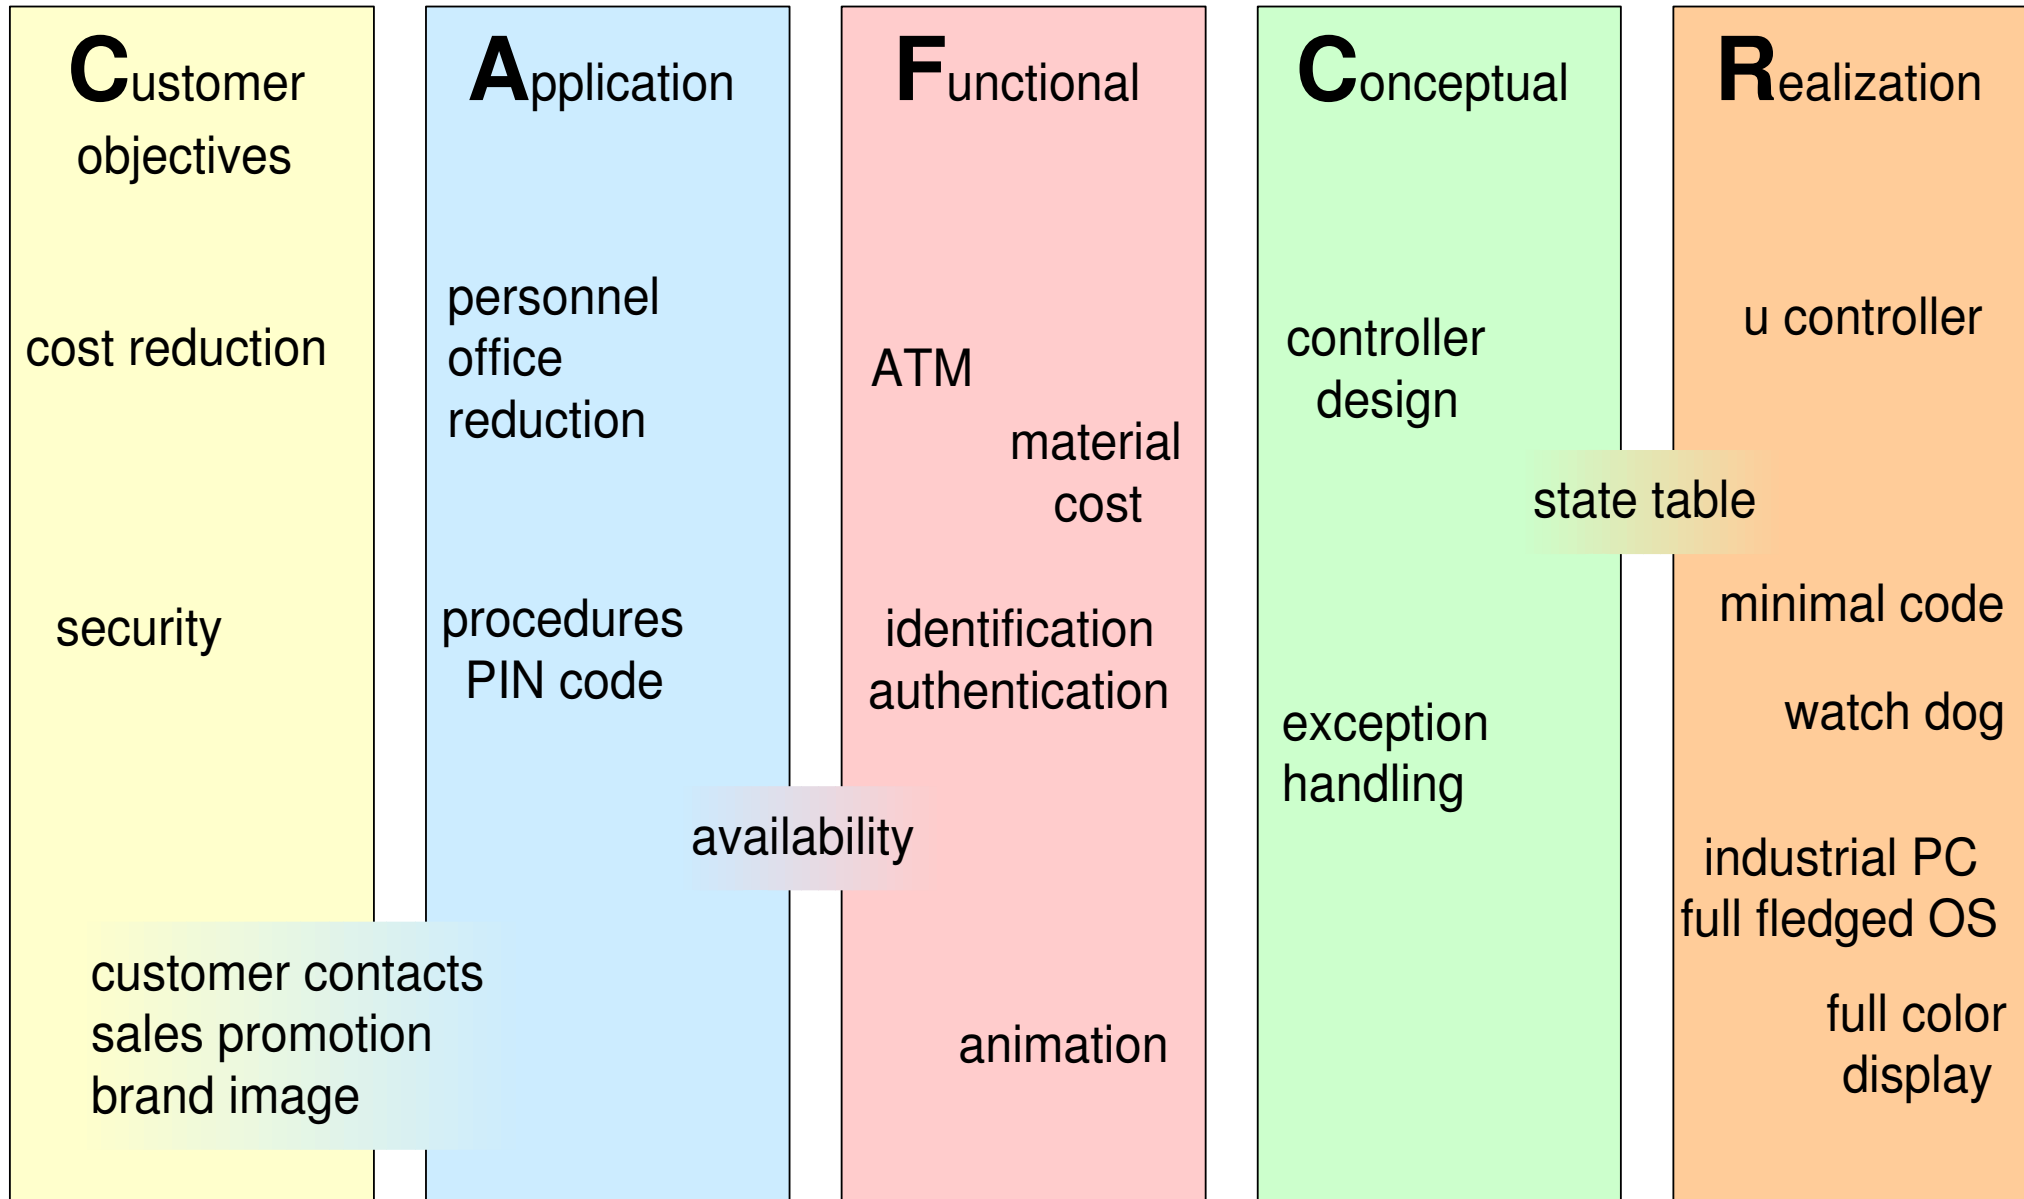 Customer
objectives
cost reduction
security
customer contacts
sales promotion
brand image
Application
personnel
office
reduction
procedures
PIN code
availability
Functional
ATM
material
cost
identification
authentication
animation
Conceptual
controller
design
state table
exception
handling
Realization
u controller
minimal code
watch dog
industrial PC
full fledged OS
full color
display